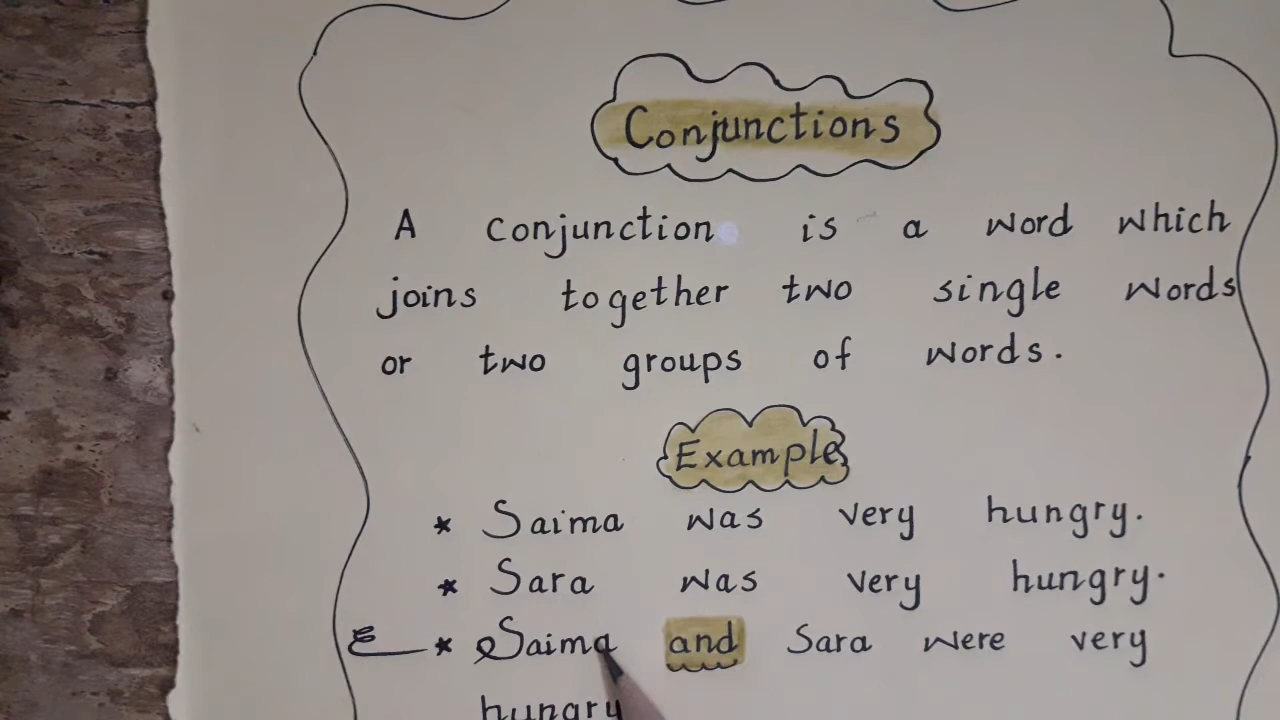 Conjunctions
A conjunction is a word which
joins together two single words
or two groups of words.
Example
* Saima was very hungry.
* Sara was very hungry.
* Saima and Sara were very
hungry